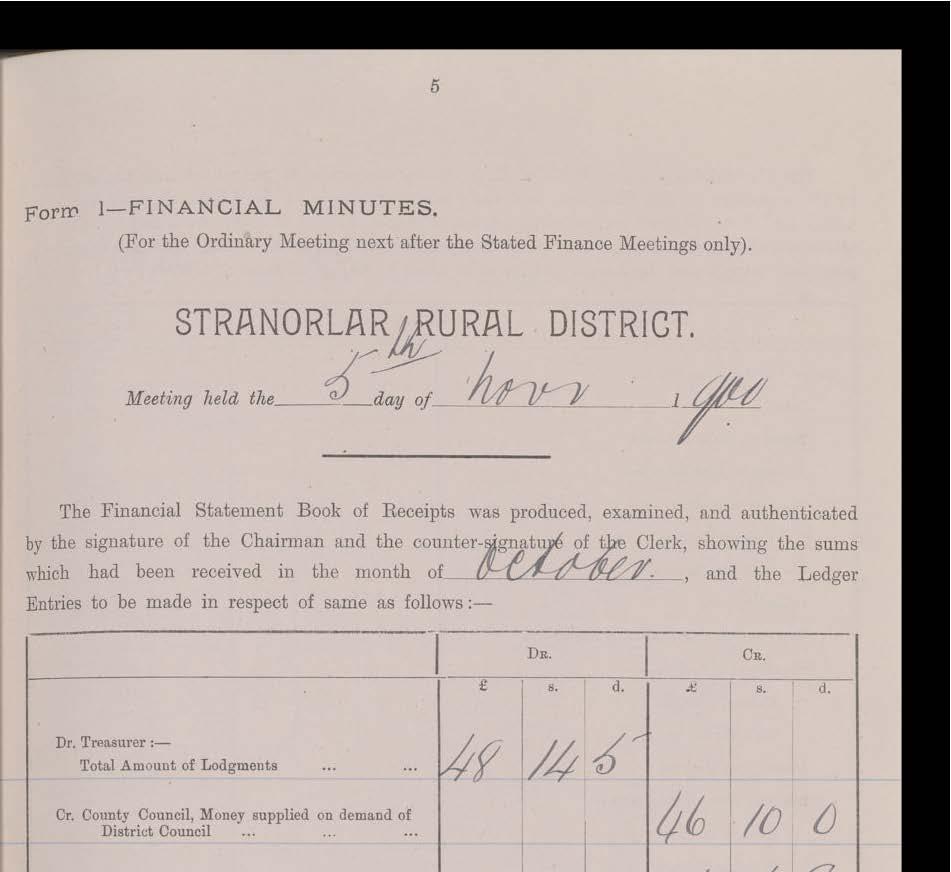 5
Form 1—FINANCIAL MINUTES.
(For the Ordinary Meeting next after the Stated Finance Meetings only).
STRANORLAR RURAL DISTRICT.
Meeting held the 5th day of Novr 1900
The Financial Statement Book of Receipts was produced, examined, and authenticated
by the signature of the Chairman and the counter-signature of the Clerk, showing the sums
which had been received in the month of October. , and the Ledger
Entries to be made in respect of same as follows:—
DR. CR.
£ s. d. £ s. d.
Dr. Treasurer :—
Total Amount of Lodgments ... ... 48 14 5
Cr. County Council, Money supplied on demand of
District Council ... ... ... 46 10 0